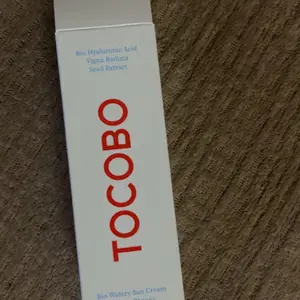 Bio Hyaluronic Acid
Vigna Radiata
Seed Extract
TOCOBO
Bio Watery Sun Cream